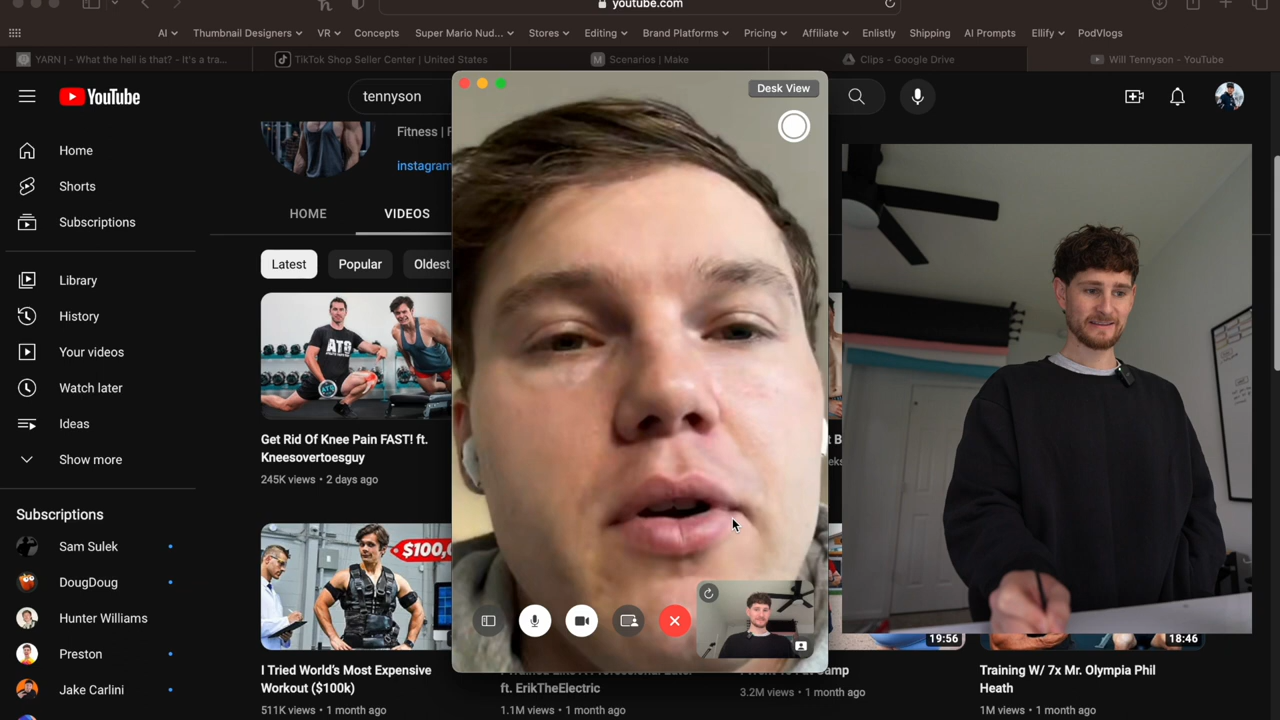 youtube.com
AI
Thumbnail Designers
VR
Concepts
Super Mario Nud...
Stores
Editing
Brand Platforms
Pricing
Affiliate
Enlistly
Shipping
AI Prompts
Ellify
PodVlogs
YARN | - What the hell is that? - It's a tra...
TikTok Shop Seller Center | United States
Scenarios | Make
Clips - Google Drive
Will Tennyson - YouTube
YouTube
tennyson
Desk View
Home
Shorts
Subscriptions
Library
History
Your videos
Watch later
Ideas
Show more
Subscriptions
Sam Sulek
DougDoug
Hunter Williams
Preston
Jake Carlini
Fitness |
instagram
HOME
VIDEOS
Latest
Popular
Oldest
ATG
Get Rid Of Knee Pain FAST! ft.
Kneesovertoesguy
245K views • 2 days ago
$100,
I Tried World's Most Expensive
Workout ($100k)
511K views • 1 month ago
ft. ErikTheElectric
1.1M views • 1 month ago
3.2M views • 1 month ago
19:56
18:46
Training W/ 7x Mr. Olympia Phil
Heath
1M views • 1 month ago